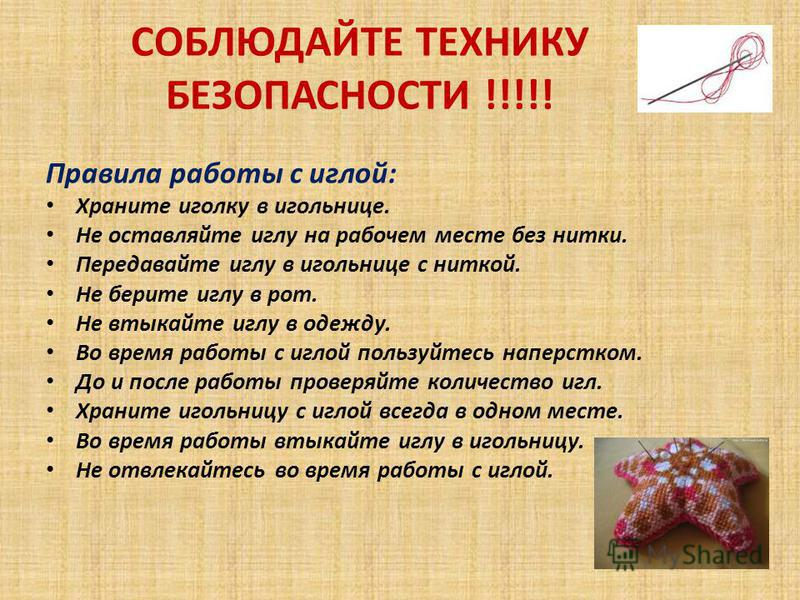 СОБЛЮДАЙТЕ ТЕХНИКУ
БЕЗОПАСНОСТИ !!!!!
Правила работы с иглой:
• Храните иголку в игольнице.
• Не оставляйте иглу на рабочем месте без нитки.
• Передавайте иглу в игольнице с ниткой.
• Не берите иглу в рот.
• Не втыкайте иглу в одежду.
• Во время работы с иглой пользуйтесь наперстком.
• До и после работы проверяйте количество игл.
• Храните игольницу с иглой всегда в одном месте.
• Во время работы втыкайте иглу в игольницу.
• Не отвлекайтесь во время работы с иглой.
MyShared